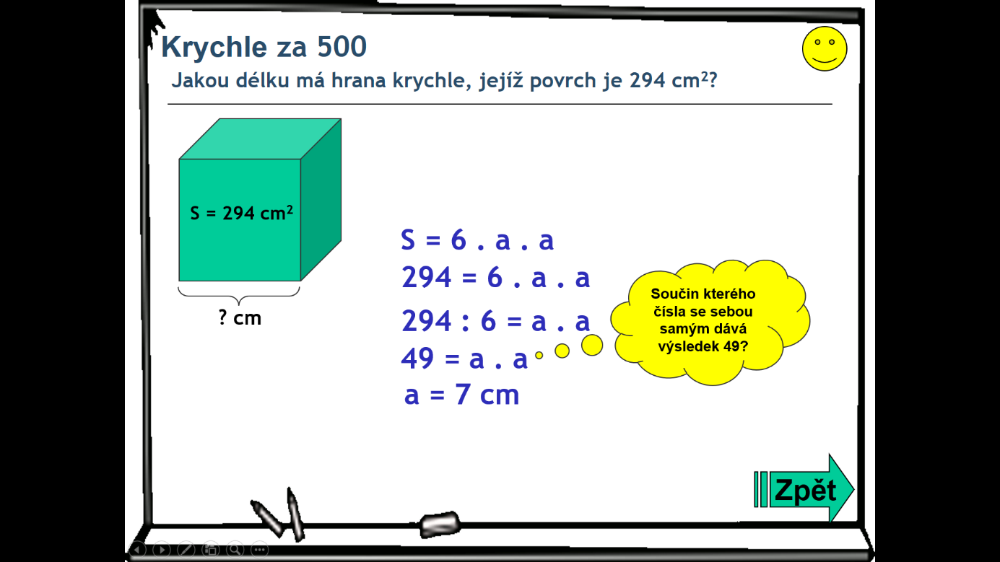 Krychle za 500
Jakou délku má hrana krychle, jejíž povrch je 294 cm²?
S = 294 cm²
? cm
S = 6 . a . a
294 = 6 . a . a
294 : 6 = a . a
49 = a . a
a = 7 cm
Součin kterého
čísla se sebou
samým dává
výsledek 49?
Zpět